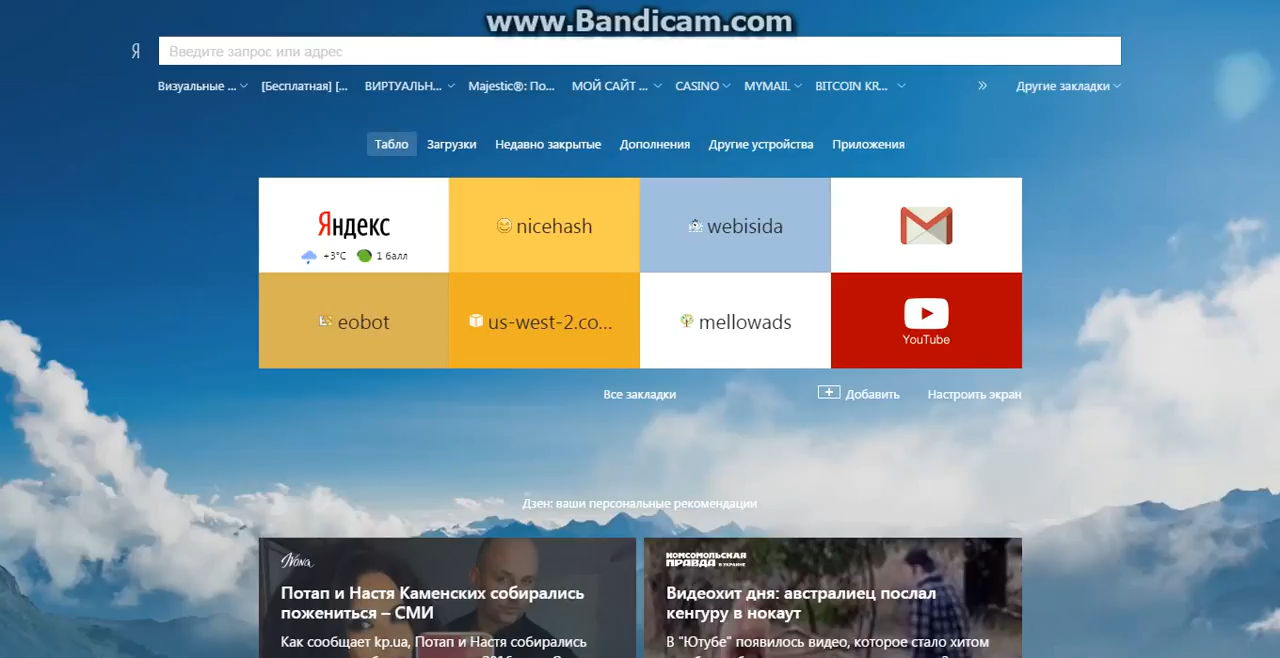 www.Bandicam.com
Я Введите запрос или адрес
Визуальные ... [Бесплатная] [... ВИРТУАЛЬН... Majestic®: По... МОЙ САЙТ ... CASINO MYMAIL BITCOIN KR... » Другие закладки
Табло Загрузки Недавно закрытые Дополнения Другие устройства Приложения
Яндекс nicehash webisida
+3°C 1 балл
eobot us-west-2.co... mellowads YouTube
Все закладки Добавить Настроить экран
Дзен: ваши персональные рекомендации
Ivona
Потап и Настя Каменских собирались
пожениться – СМИ
Как сообщает kp.ua, Потап и Настя собирались
КОМСОМОЛЬСКАЯ
ПРАВДА В УКРАИНЕ
Видеохит дня: австралиец послал
кенгуру в нокаут
В "Ютубе" появилось видео, которое стало хитом